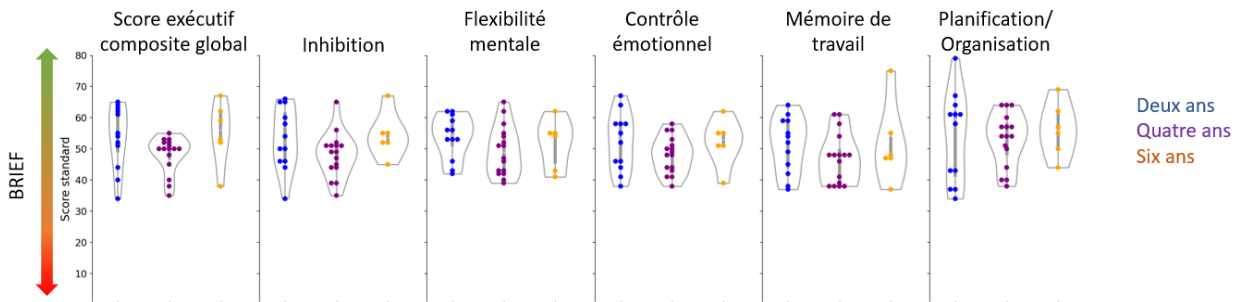 Score exécutif
composite global
Inhibition
Flexibilité
mentale
Contrôle
émotionnel
Mémoire de
travail
Planification/
Organisation
BRIEF
Score standard
80
70
60
50
40
30
20
10
Deux ans
Quatre ans
Six ans